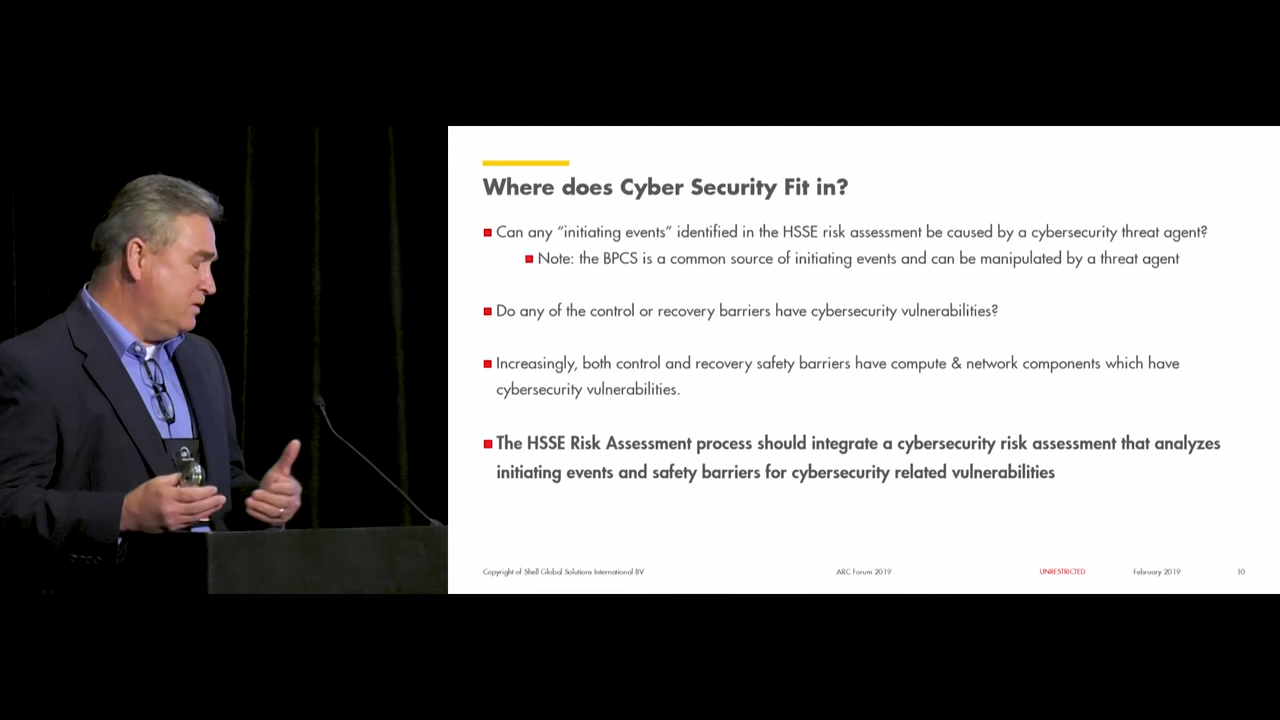 Where does Cyber Security Fit in?
Can any “initiating events” identified in the HSSE risk assessment be caused by a cybersecurity threat agent?
Note: the BPCS is a common source of initiating events and can be manipulated by a threat agent
Do any of the control or recovery barriers have cybersecurity vulnerabilities?
Increasingly, both control and recovery safety barriers have compute & network components which have
cybersecurity vulnerabilities.
The HSSE Risk Assessment process should integrate a cybersecurity risk assessment that analyzes
initiating events and safety barriers for cybersecurity related vulnerabilities
Copyright of Shell Global Solutions International BV
ARC Forum 2019
UNRESTRICTED
February 2019
10